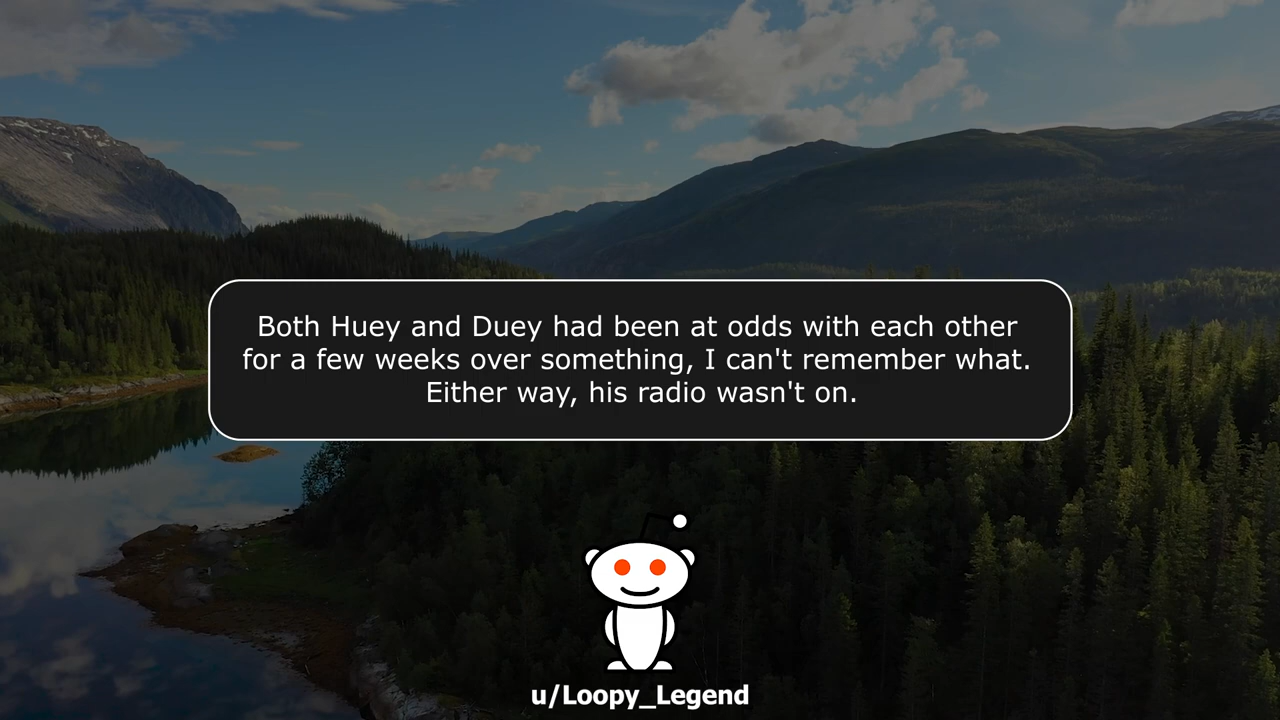 Both Huey and Duey had been at odds with each other
for a few weeks over something, I can't remember what.
Either way, his radio wasn't on.
u/Loopy_Legend